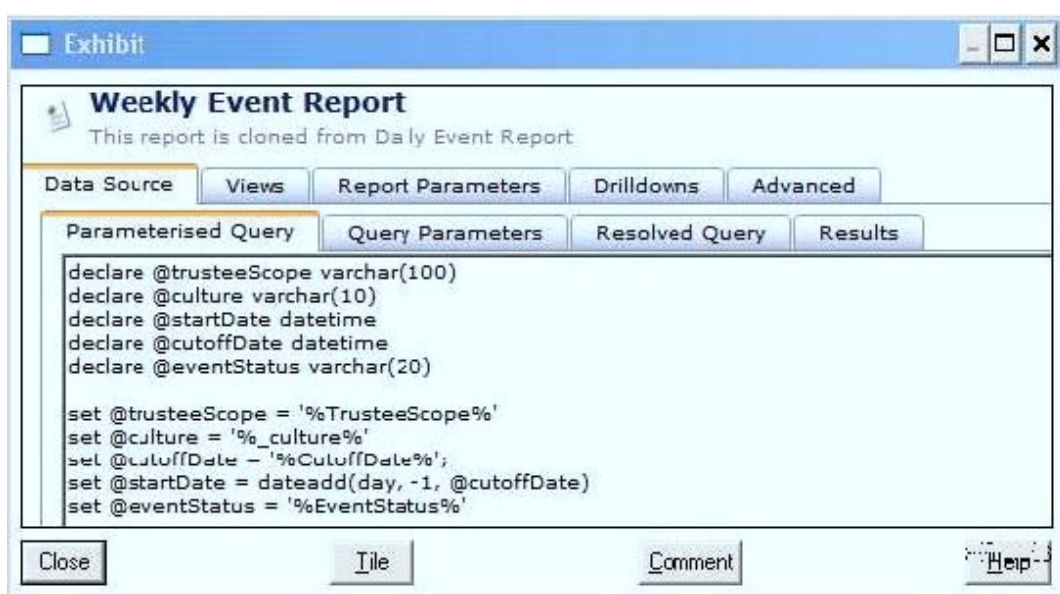 Exhibit
Weekly Event Report
This report is cloned from Daily Event Report
Data Source Views Report Parameters Drilldowns Advanced
Parameterised Query Query Parameters Resolved Query Results
declare @trusteeScope varchar(100)
declare @culture varchar(10)
declare @startDate datetime
declare @cutoffDate datetime
declare @eventStatus varchar(20)
set @trusteeScope = '%TrusteeScope%'
set @culture = '%_culture%'
set @cutoffDate = '%CutoffDate%';
set @startDate = dateadd(day, -1, @cutoffDate)
set @eventStatus = '%EventStatus%'
Close Tile Comment Help